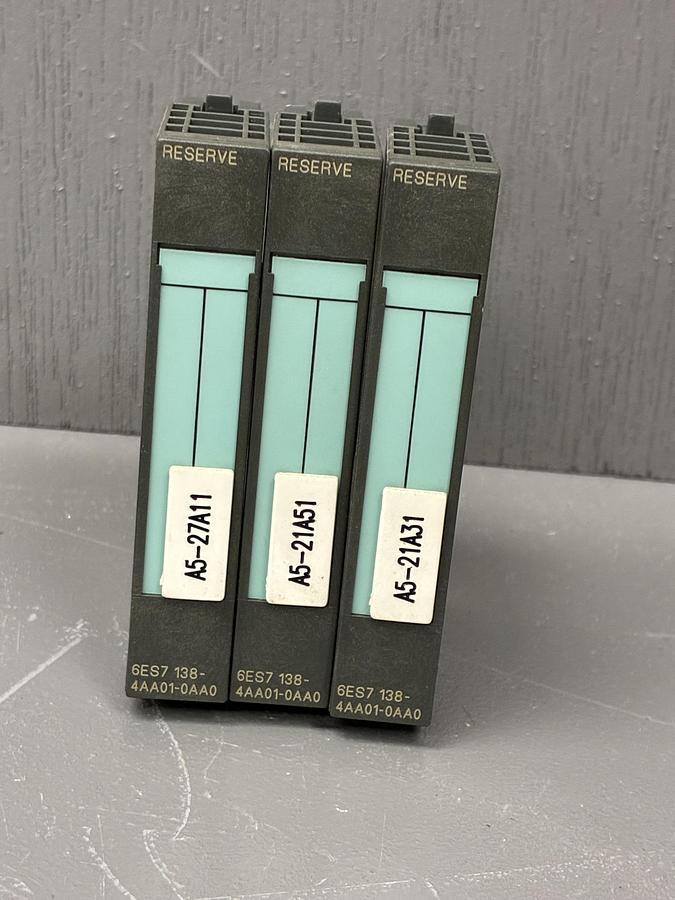 RESERVE
A5-27A11
6ES7 138-
4AA01-0AA0
RESERVE
A5-21A51
6ES7 138-
4AA01-0AA0
RESERVE
A5-21A31
6ES7 138-
4AA01-0AA0